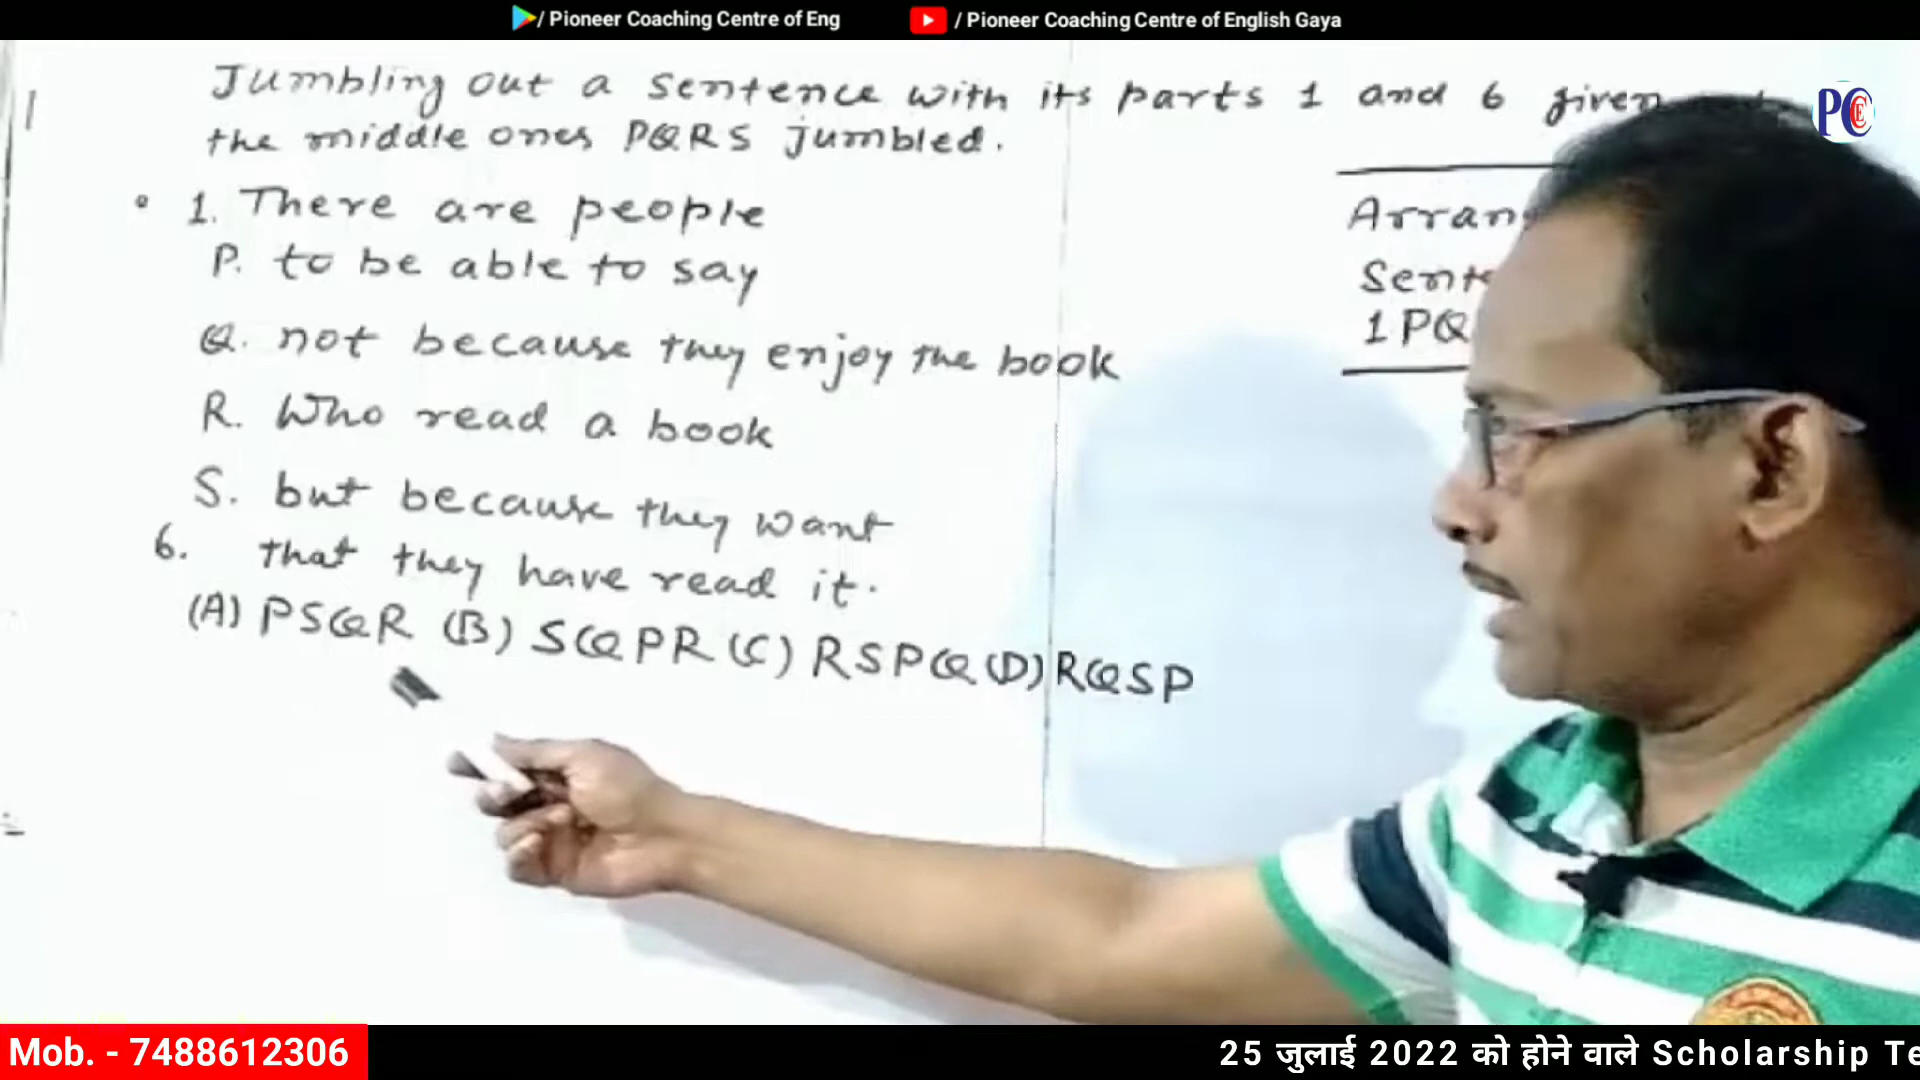 / Pioneer Coaching Centre of Eng
/ Pioneer Coaching Centre of English Gaya
Jumbling out a sentence with its parts 1 and 6 given
the middle ones PQRS jumbled.
1. There are people
P. to be able to say
Q. not because they enjoy the book
R. Who read a book
S. but because they want
6. that they have read it.
(A) PSQR (B) SQPR (C) RSPQ (D) RQSP
1PQ
Mob. - 7488612306
25 जुलाई 2022 को होने वाले Scholarship Te